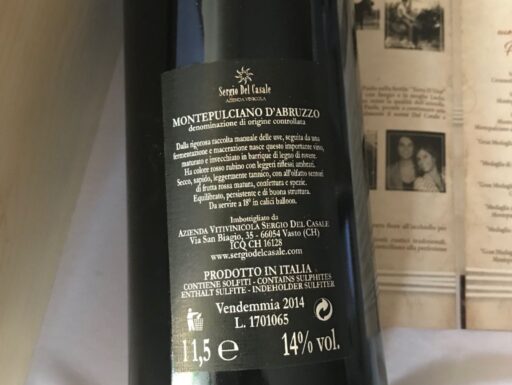 Sergio Del Casale
AZIENDA VINICOLA
MONTEPULCIANO D'ABRUZZO
denominazione di origine controllata
Dalla rigorosa raccolta manuale delle uve, seguita da una
fermentazione e macerazione nasce questo importante vino,
maturato e invecchiato in barrique di legno di rovere.
Ha colore rosso rubino con leggeri riflessi ambrezi.
Secco, sapido, leggermente tannico, con all'olfatto sentori
di frutta rossa matura, confettura e spezie.
Equilibrato, persistente e di buona struttura.
Da servire a 18° in calici balloon.
Imbottigliato da
AZIENDA VITIVINICOLA SERGIO DEL CASALE
Via San Biagio, 35 - 66054 Vasto (CH)
ICQ CH 16128
www.sergiodelcasale.com
PRODOTTO IN ITALIA
CONTIENE SOLFITI - CONTAINS SULPHITES
ENTHALT SULFITE - INDEHOLDER SULFITER
Vendemmia 2014
L. 1701065
1 l,5 e 14% vol.